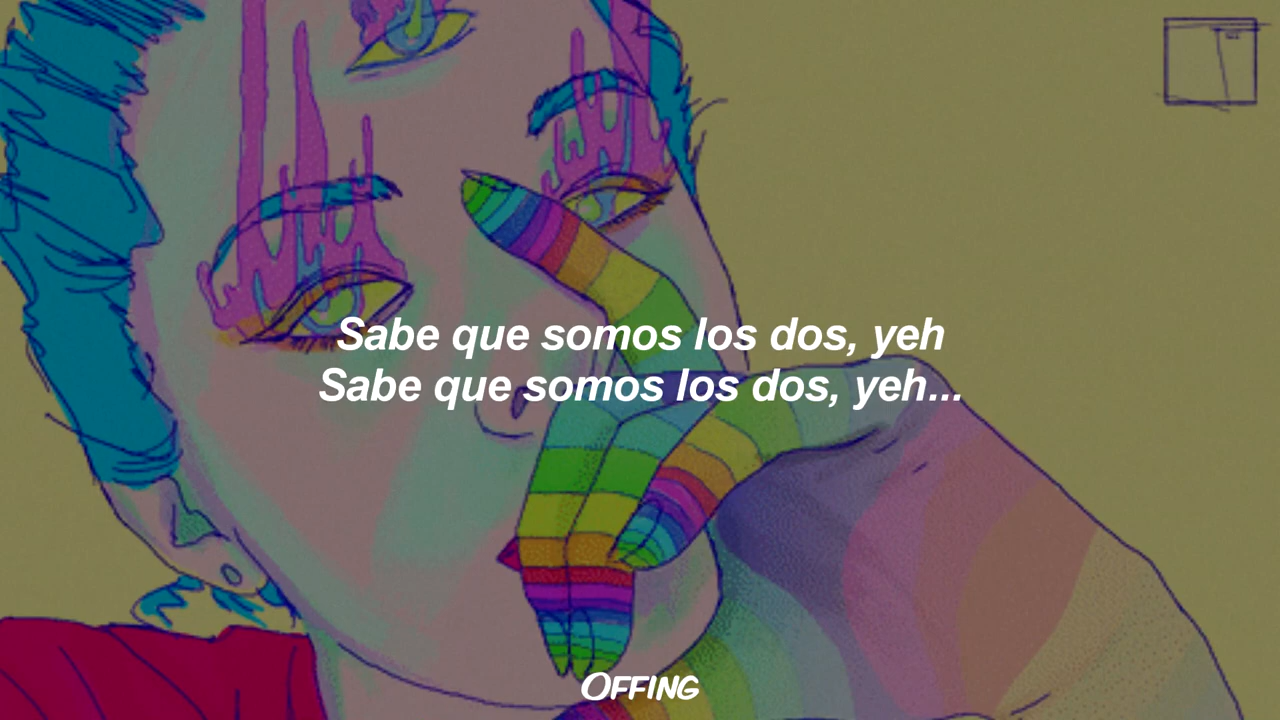 Sabe que somos los dos, yeh
Sabe que somos los dos, yeh...
OFFING